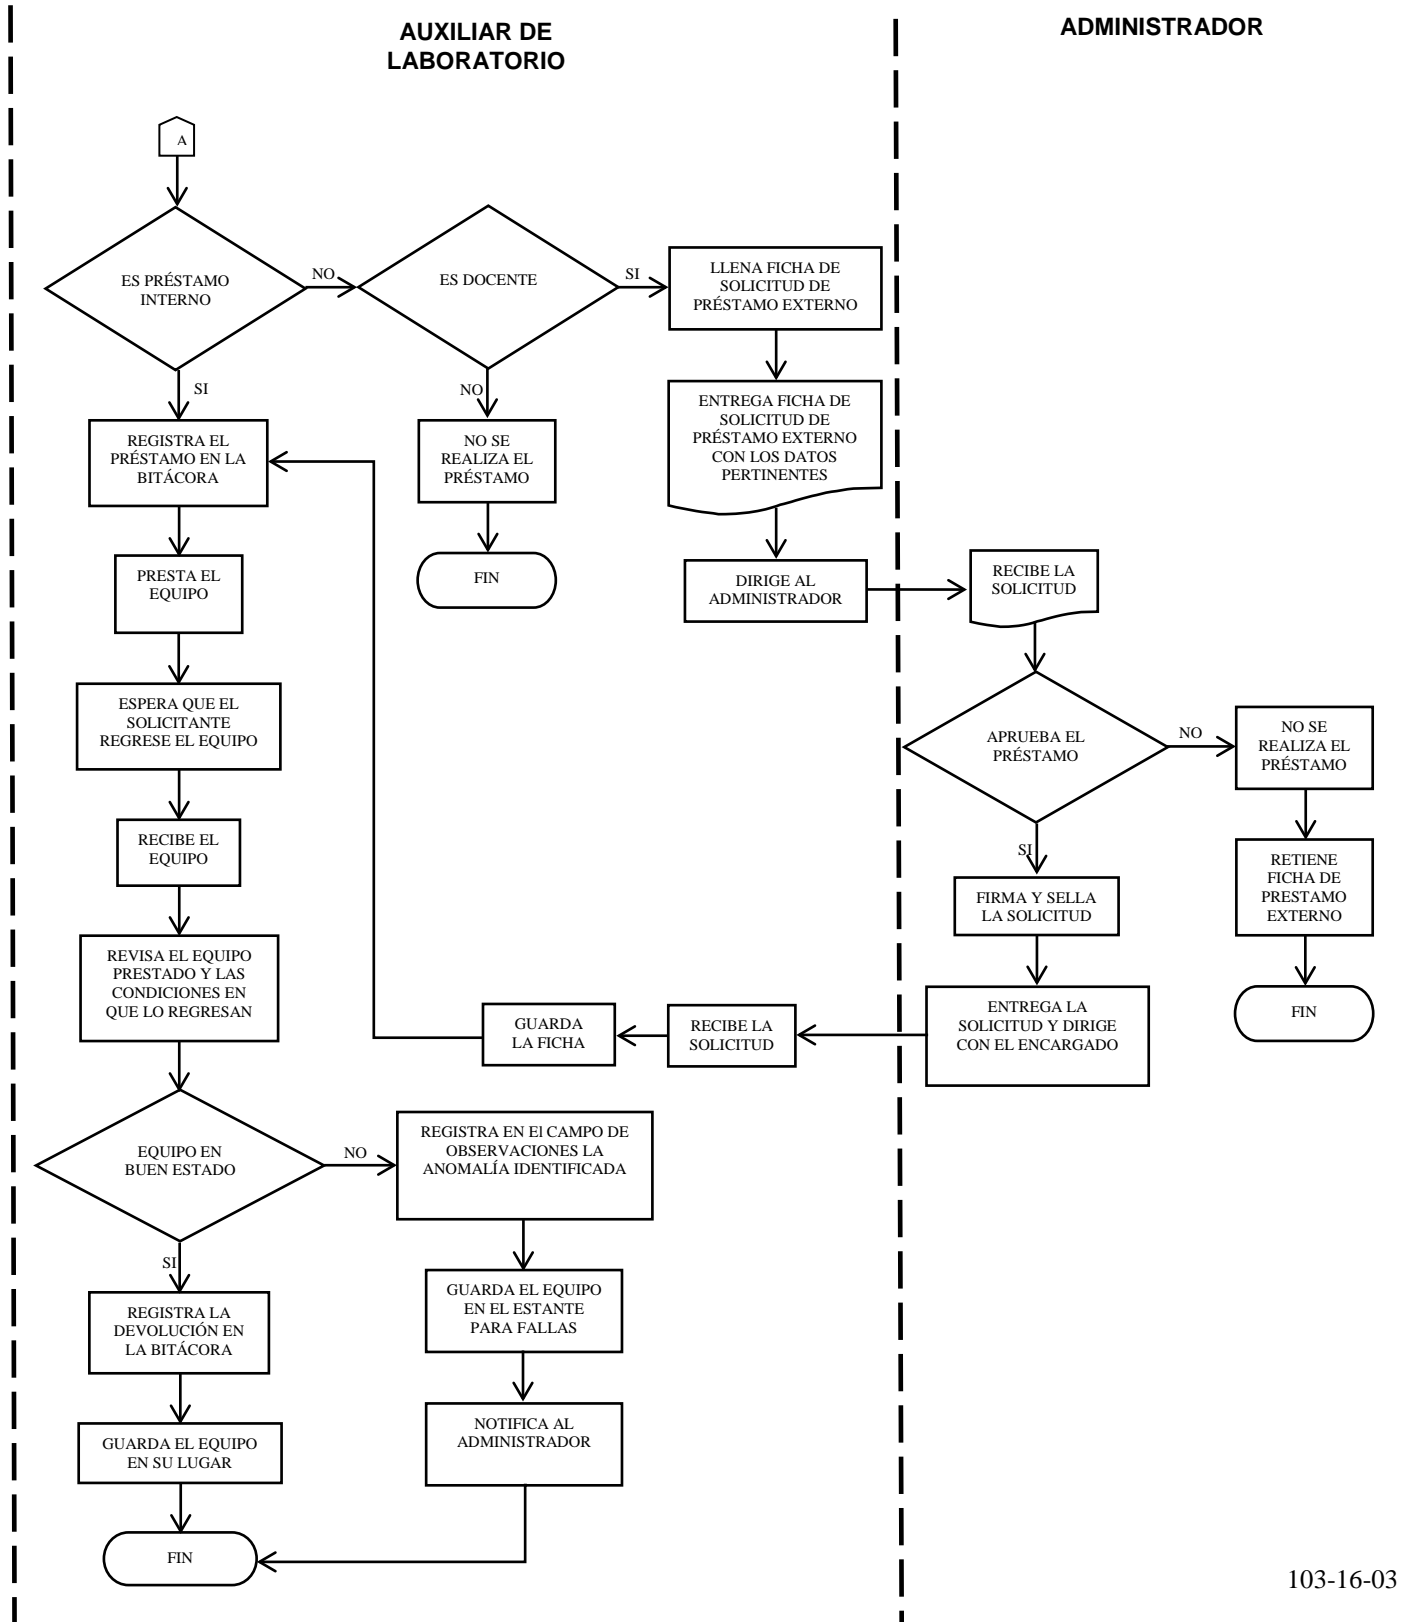 AUXILIAR DE
LABORATORIO
ADMINISTRADOR
A
ES PRÉSTAMO
INTERNO
NO
ES DOCENTE
SI
LLENA FICHA DE
SOLICITUD DE
PRÉSTAMO EXTERNO
SI
NO
REGISTRA EL
PRÉSTAMO EN LA
BITÁCORA
NO SE
REALIZA EL
PRÉSTAMO
ENTREGA FICHA DE
SOLICITUD DE
PRÉSTAMO EXTERNO
CON LOS DATOS
PERTINENTES
PRESTA EL
EQUIPO
FIN
DIRIGE AL
ADMINISTRADOR
RECIBE LA
SOLICITUD
ESPERA QUE EL
SOLICITANTE
REGRESE EL EQUIPO
APRUEBA EL
PRÉSTAMO
NO
NO SE
REALIZA EL
PRÉSTAMO
RECIBE EL
EQUIPO
SI
FIRMA Y SELLA
LA SOLICITUD
RETIENE
FICHA DE
PRESTAMO
EXTERNO
REVISA EL EQUIPO
PRESTADO Y LAS
CONDICIONES EN
QUE LO REGRESAN
GUARDA
LA FICHA
RECIBE LA
SOLICITUD
ENTREGA LA
SOLICITUD Y DIRIGE
CON EL ENCARGADO
FIN
EQUIPO EN
BUEN ESTADO
NO
REGISTRA EN El CAMPO DE
OBSERVACIONES LA
ANOMALÍA IDENTIFICADA
SI
REGISTRA LA
DEVOLUCIÓN EN
LA BITÁCORA
GUARDA EL EQUIPO
EN EL ESTANTE
PARA FALLAS
GUARDA EL EQUIPO
EN SU LUGAR
NOTIFICA AL
ADMINISTRADOR
FIN
103-16-03